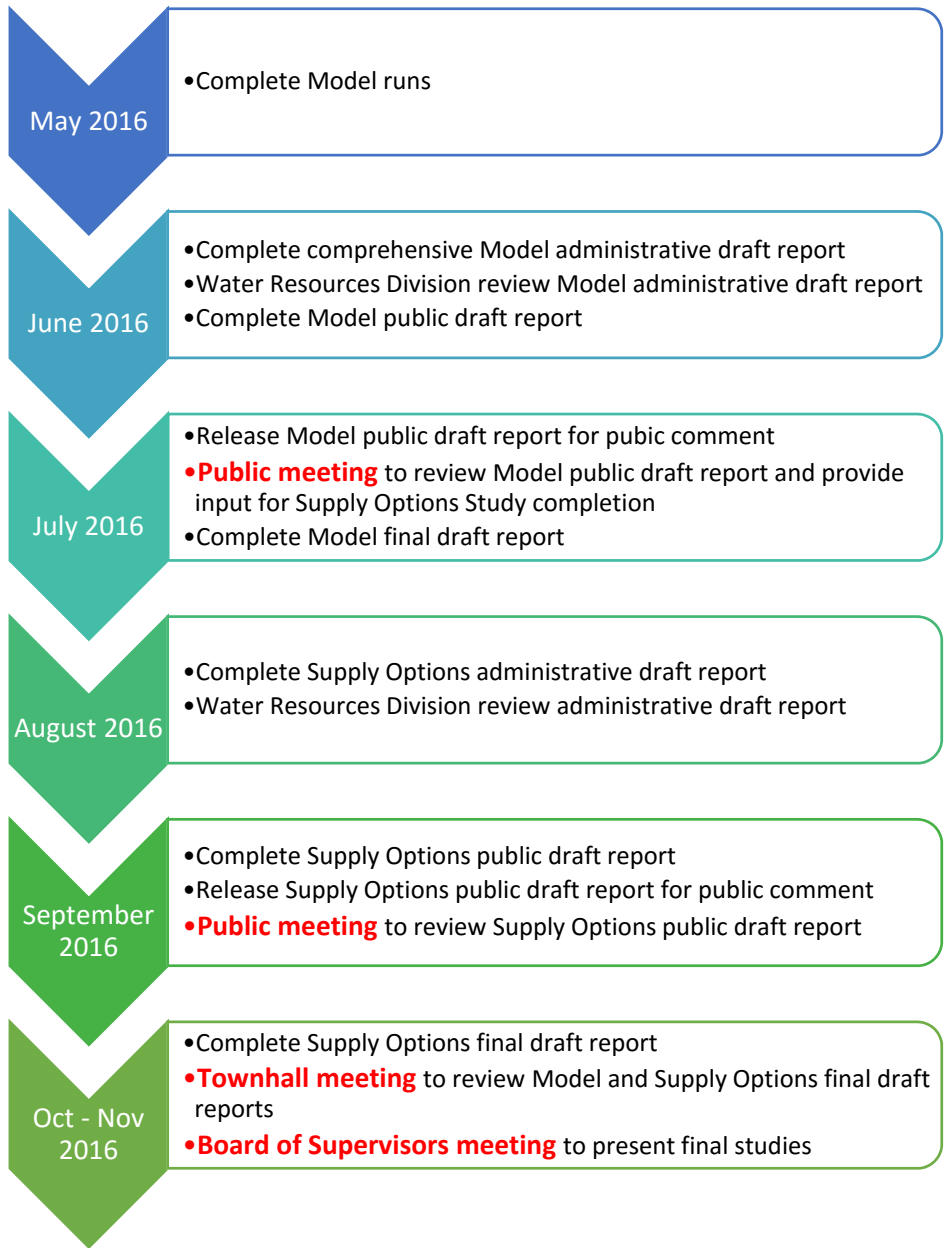 May 2016
•Complete Model runs
June 2016
•Complete comprehensive Model administrative draft report
•Water Resources Division review Model administrative draft report
•Complete Model public draft report
July 2016
•Release Model public draft report for pubic comment
•Public meeting to review Model public draft report and provide
input for Supply Options Study completion
•Complete Model final draft report
August 2016
•Complete Supply Options administrative draft report
•Water Resources Division review administrative draft report
September
2016
•Complete Supply Options public draft report
•Release Supply Options public draft report for public comment
•Public meeting to review Supply Options public draft report
Oct - Nov
2016
•Complete Supply Options final draft report
•Townhall meeting to review Model and Supply Options final draft
reports
•Board of Supervisors meeting to present final studies